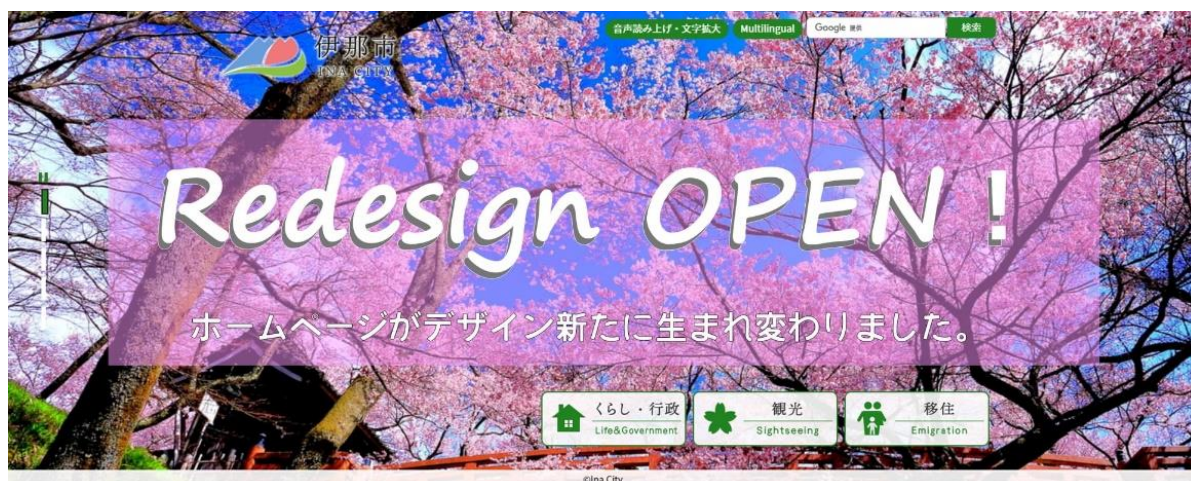 伊那市
INA CITY
音声読み上げ・文字拡大
Multilingual
Google 提供
検索
Redesign OPEN !
ホームページがデザイン新たに生まれ変わりました。
くらし・行政
Life&Government
観光
Sightseeing
移住
Emigration
©Ina City